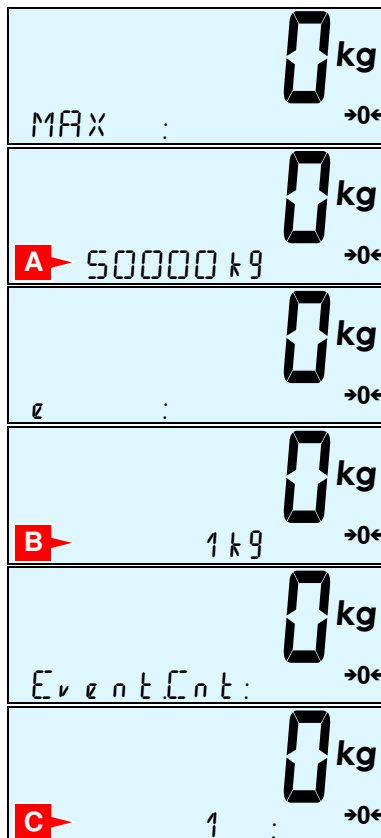 0 kg
→0←
MAX :
0 kg
→0←
A 50000 kg
0 kg
→0←
e :
0 kg
→0←
B 1 kg
0 kg
→0←
Event.Cnt:
0 kg
→0←
C 1 :